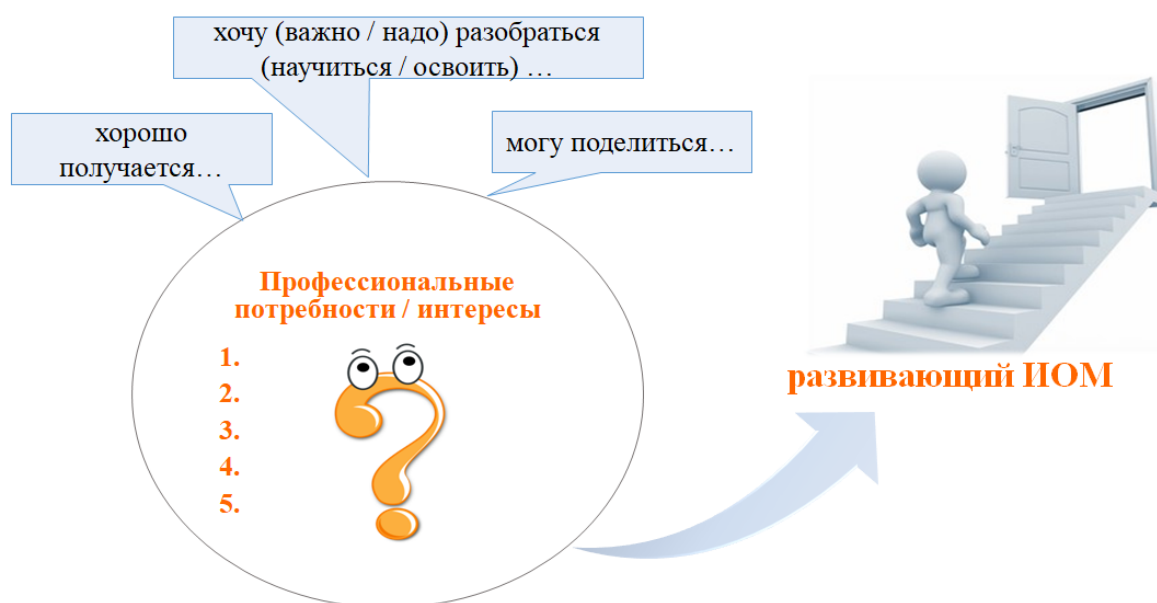 хочу (важно / надо) разобраться
(научиться / освоить) …
хорошо
получается…
могу поделиться…
Профессиональные
потребности / интересы
1.
2.
3.
4.
5.
развивающий ИОМ